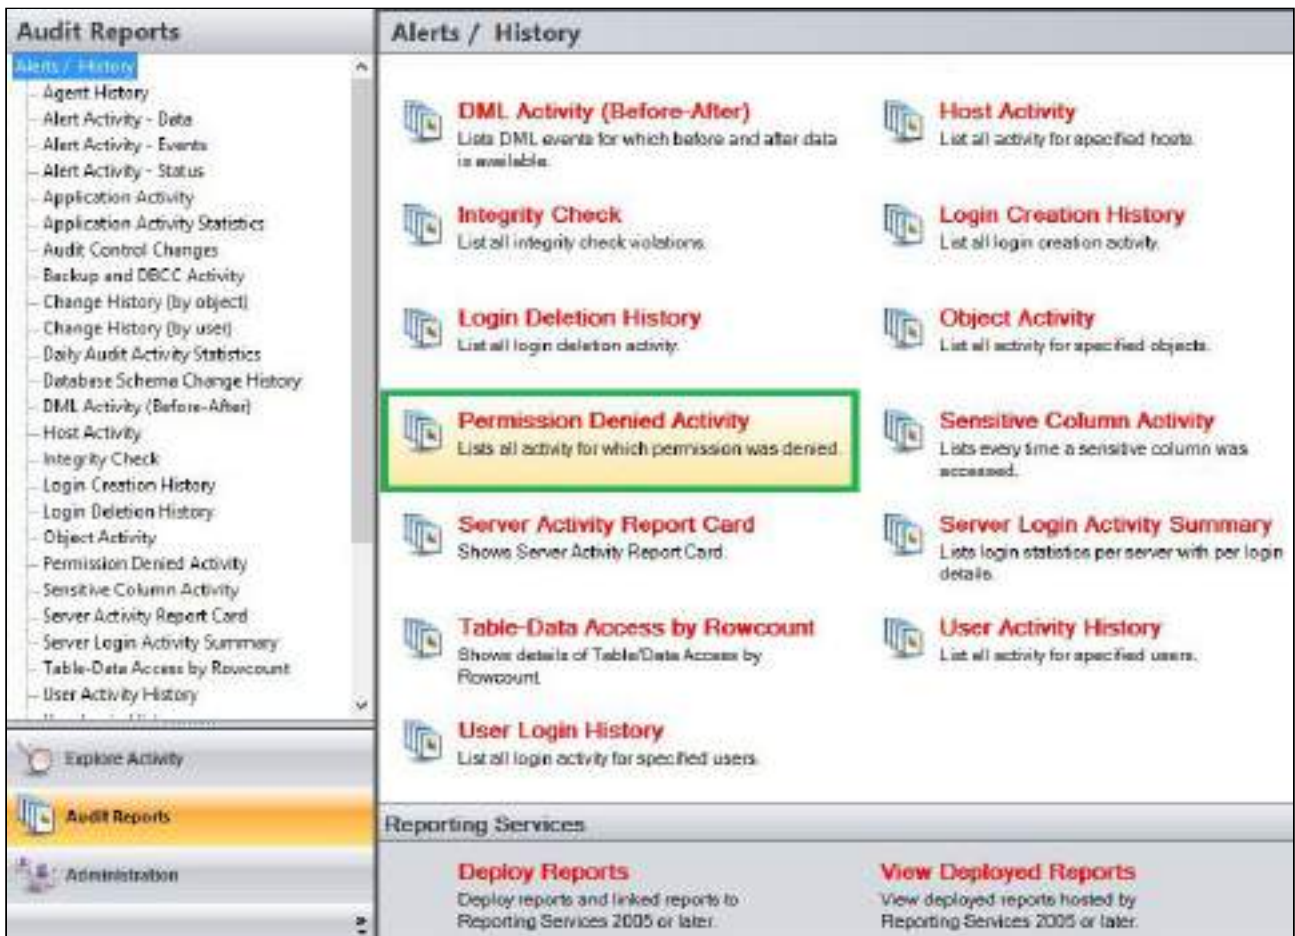 Audit Reports
Alerts / History
Agent History
Alert Activity - Data
Alert Activity - Events
Alert Activity - Status
Application Activity
Application Activity Statistics
Audit Control Changes
Backup and DBCC Activity
Change History (by object)
Change History (by user)
Daily Audit Activity Statistics
Database Schema Change History
DML Activity (Before-After)
Host Activity
Integrity Check
Login Creation History
Login Deletion History
Object Activity
Permission Denied Activity
Sensitive Column Activity
Server Activity Report Card
Server Login Activity Summary
Table-Data Access by Rowcount
User Activity History
Explore Activity
Audit Reports
Administration
Alerts / History
DML Activity (Before-After)
Lists DML events for which before and after data
is available.
Host Activity
List all activity for specified hosts.
Integrity Check
List all integrity check violations.
Login Creation History
List all login creation activity.
Login Deletion History
List all login deletion activity.
Object Activity
List all activity for specified objects.
Permission Denied Activity
Lists all activity for which permission was denied.
Sensitive Column Activity
Lists every time a sensitive column was
accessed.
Server Activity Report Card
Shows Server Activity Report Card.
Server Login Activity Summary
Lists login statistics per server with per login
details.
Table-Data Access by Rowcount
Shows details of Table/Data Access by
Rowcount
User Activity History
List all activity for specified users.
User Login History
List all login activity for specified users.
Reporting Services
Deploy Reports
Deploy reports and linked reports to
Reporting Services 2005 or later.
View Deployed Reports
View deployed reports hosted by
Reporting Services 2005 or later.